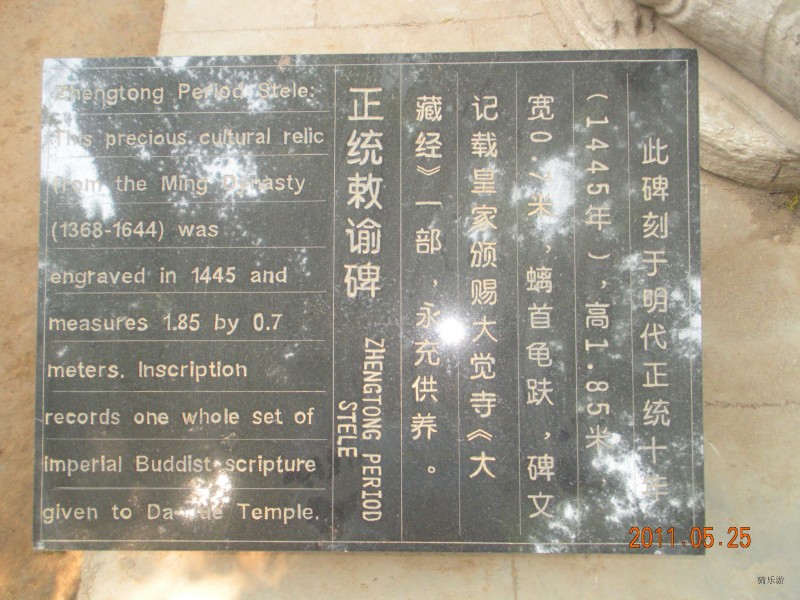 Zhengtong Period Stele:
This precious cultural relic
from the Ming Dynasty
(1368-1644) was
engraved in 1445 and
measures 1.85 by 0.7
meters. Inscription
records one whole set of
imperial Buddist scripture
given to Da Jue Temple.
正统敕谕碑
ZHENGTONG PERIOD
STELE
此碑刻于明代正统十年
(1445年),高1.85米
宽0.7米,螭首龟趺,碑文
记载皇家颁赐大觉寺《大
藏经》一部,永充供养。
2011.05.25
骑乐游